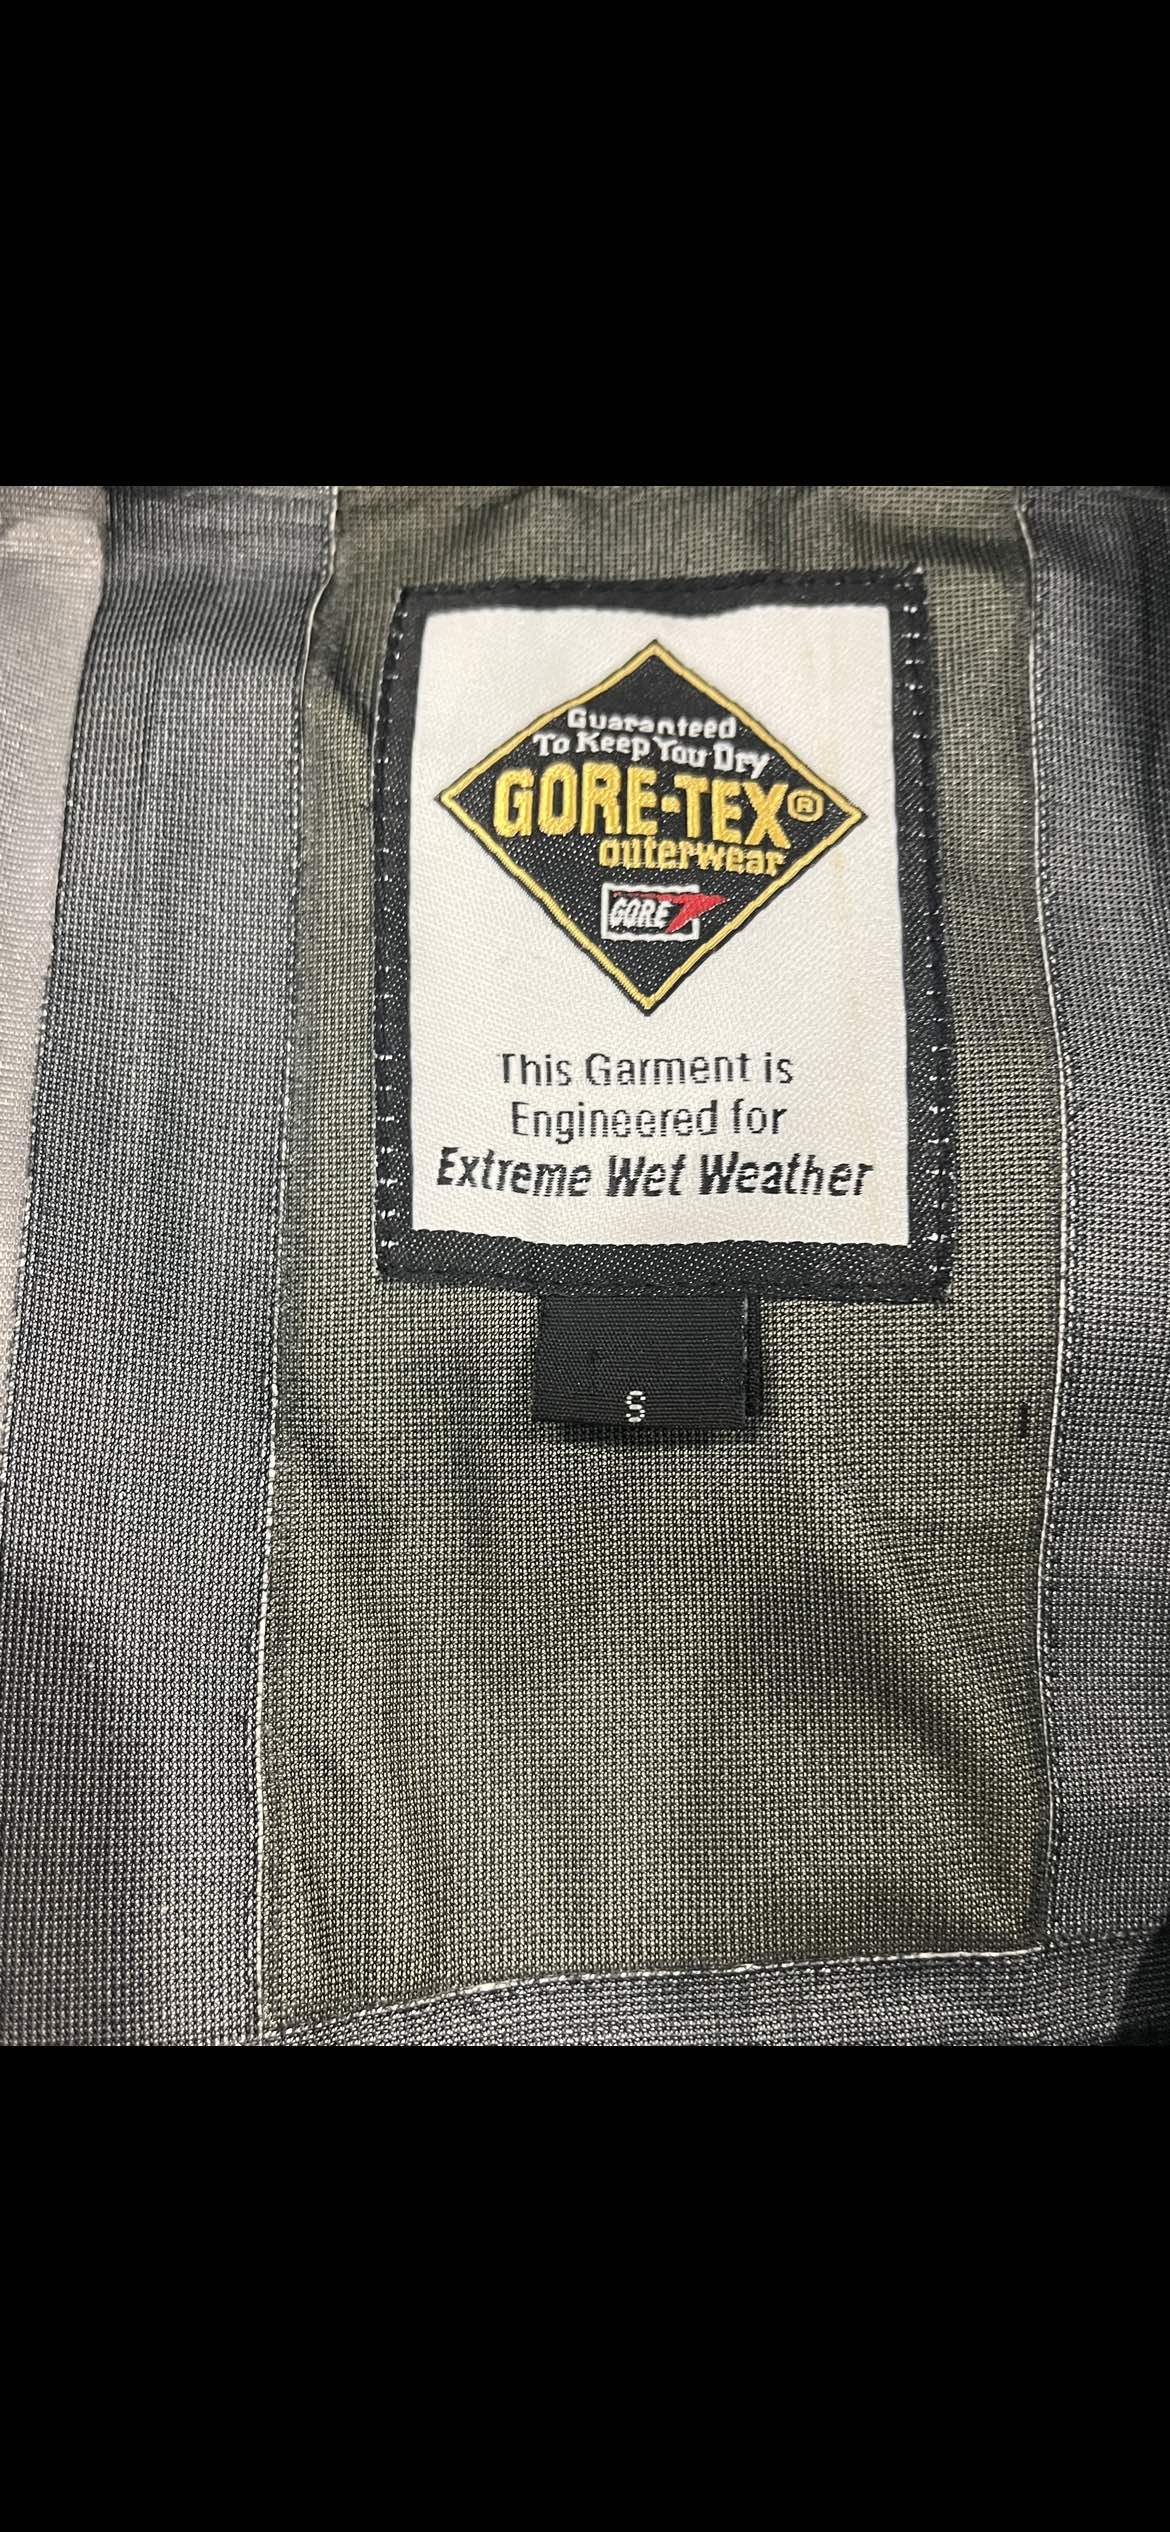 Guaranteed
To Keep You Dry
GORE-TEX®
outerwear
GORE
This Garment is
Engineered for
Extreme Wet Weather
S